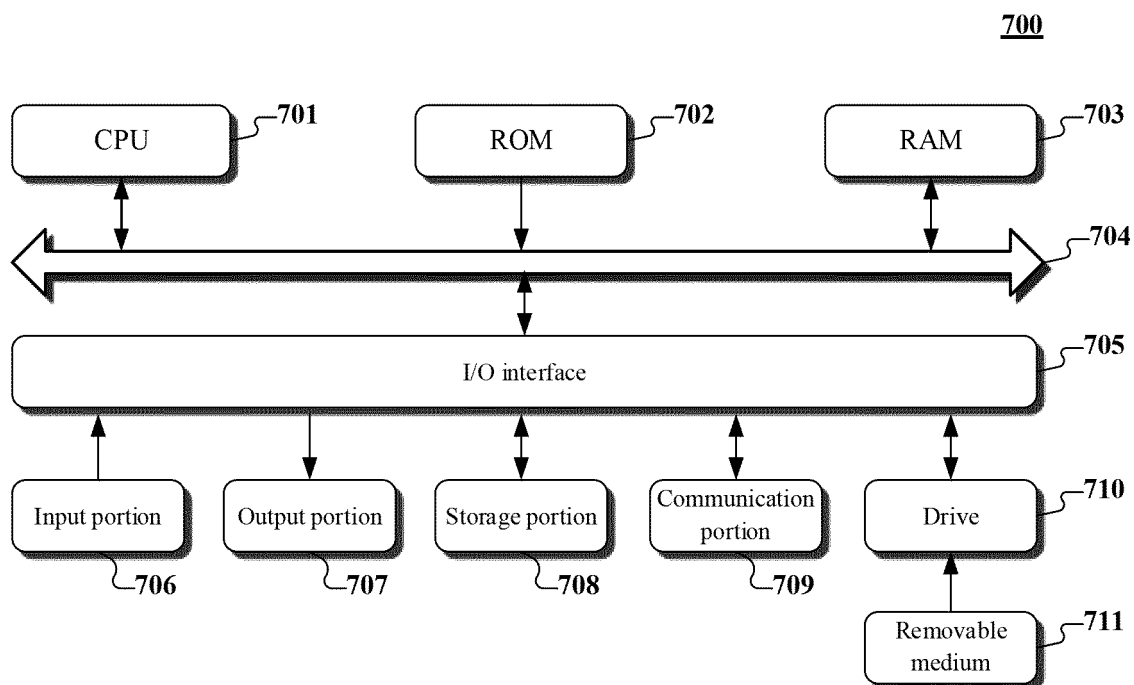 700
CPU
701
ROM
702
RAM
703
704
I/O interface
705
Input portion
706
Output portion
707
Storage portion
708
Communication
portion
709
Drive
710
Removable
medium
711